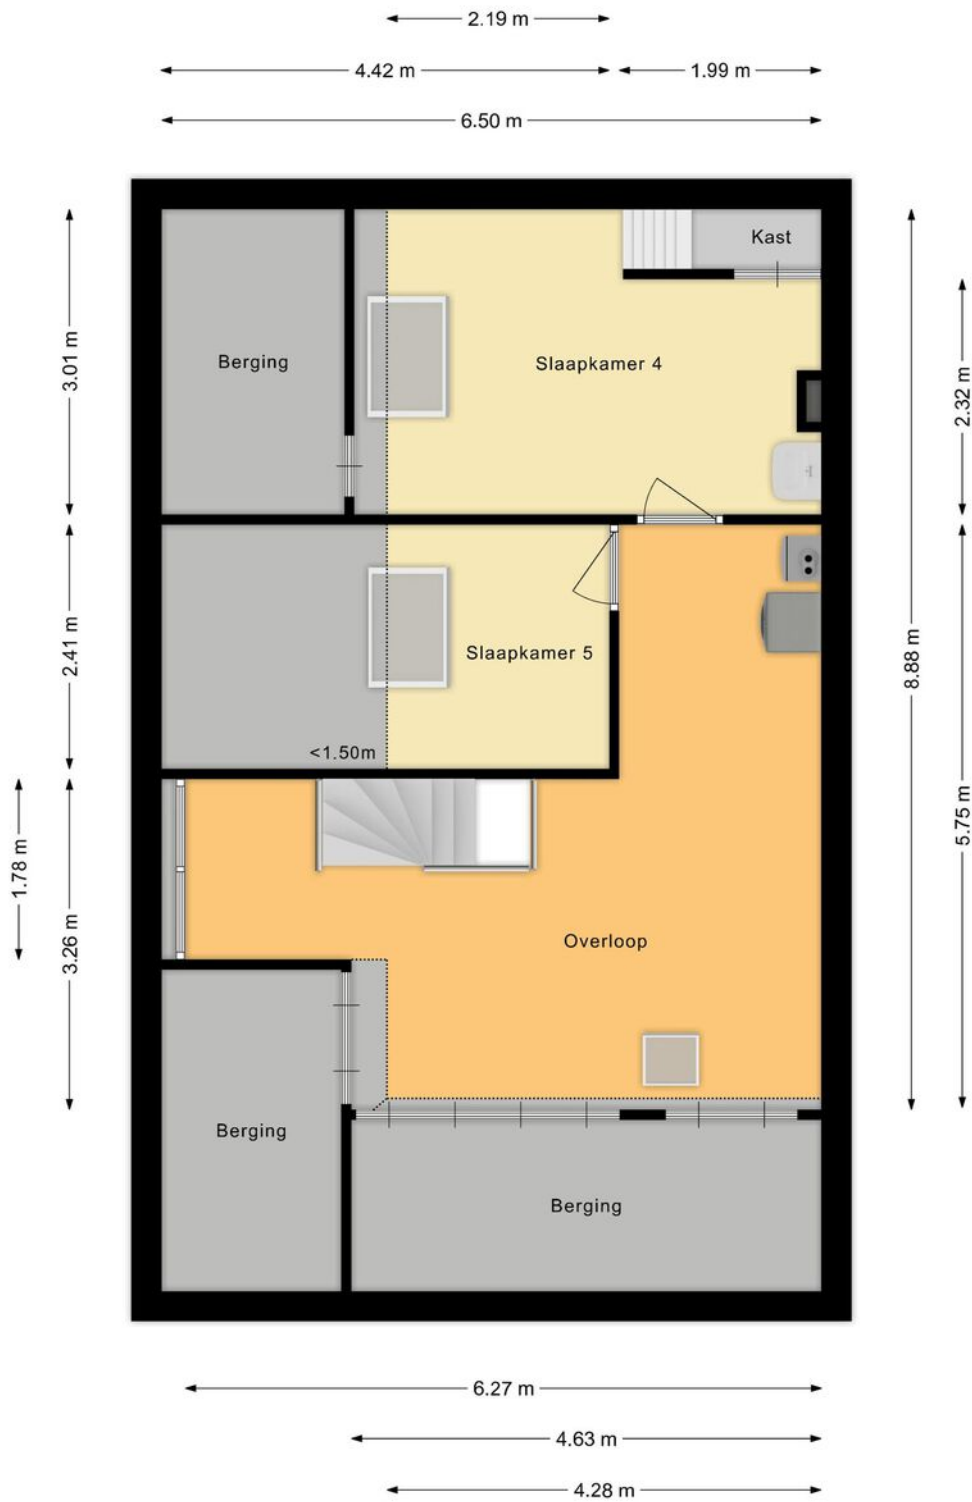 2.19 m
4.42 m
1.99 m
6.50 m
Kast
Berging
Slaapkamer 4
3.01 m
2.32 m
2.41 m
Slaapkamer 5
8.88 m
<1.50m
1.78 m
5.75 m
3.26 m
Overloop
Berging
Berging
6.27 m
4.63 m
4.28 m